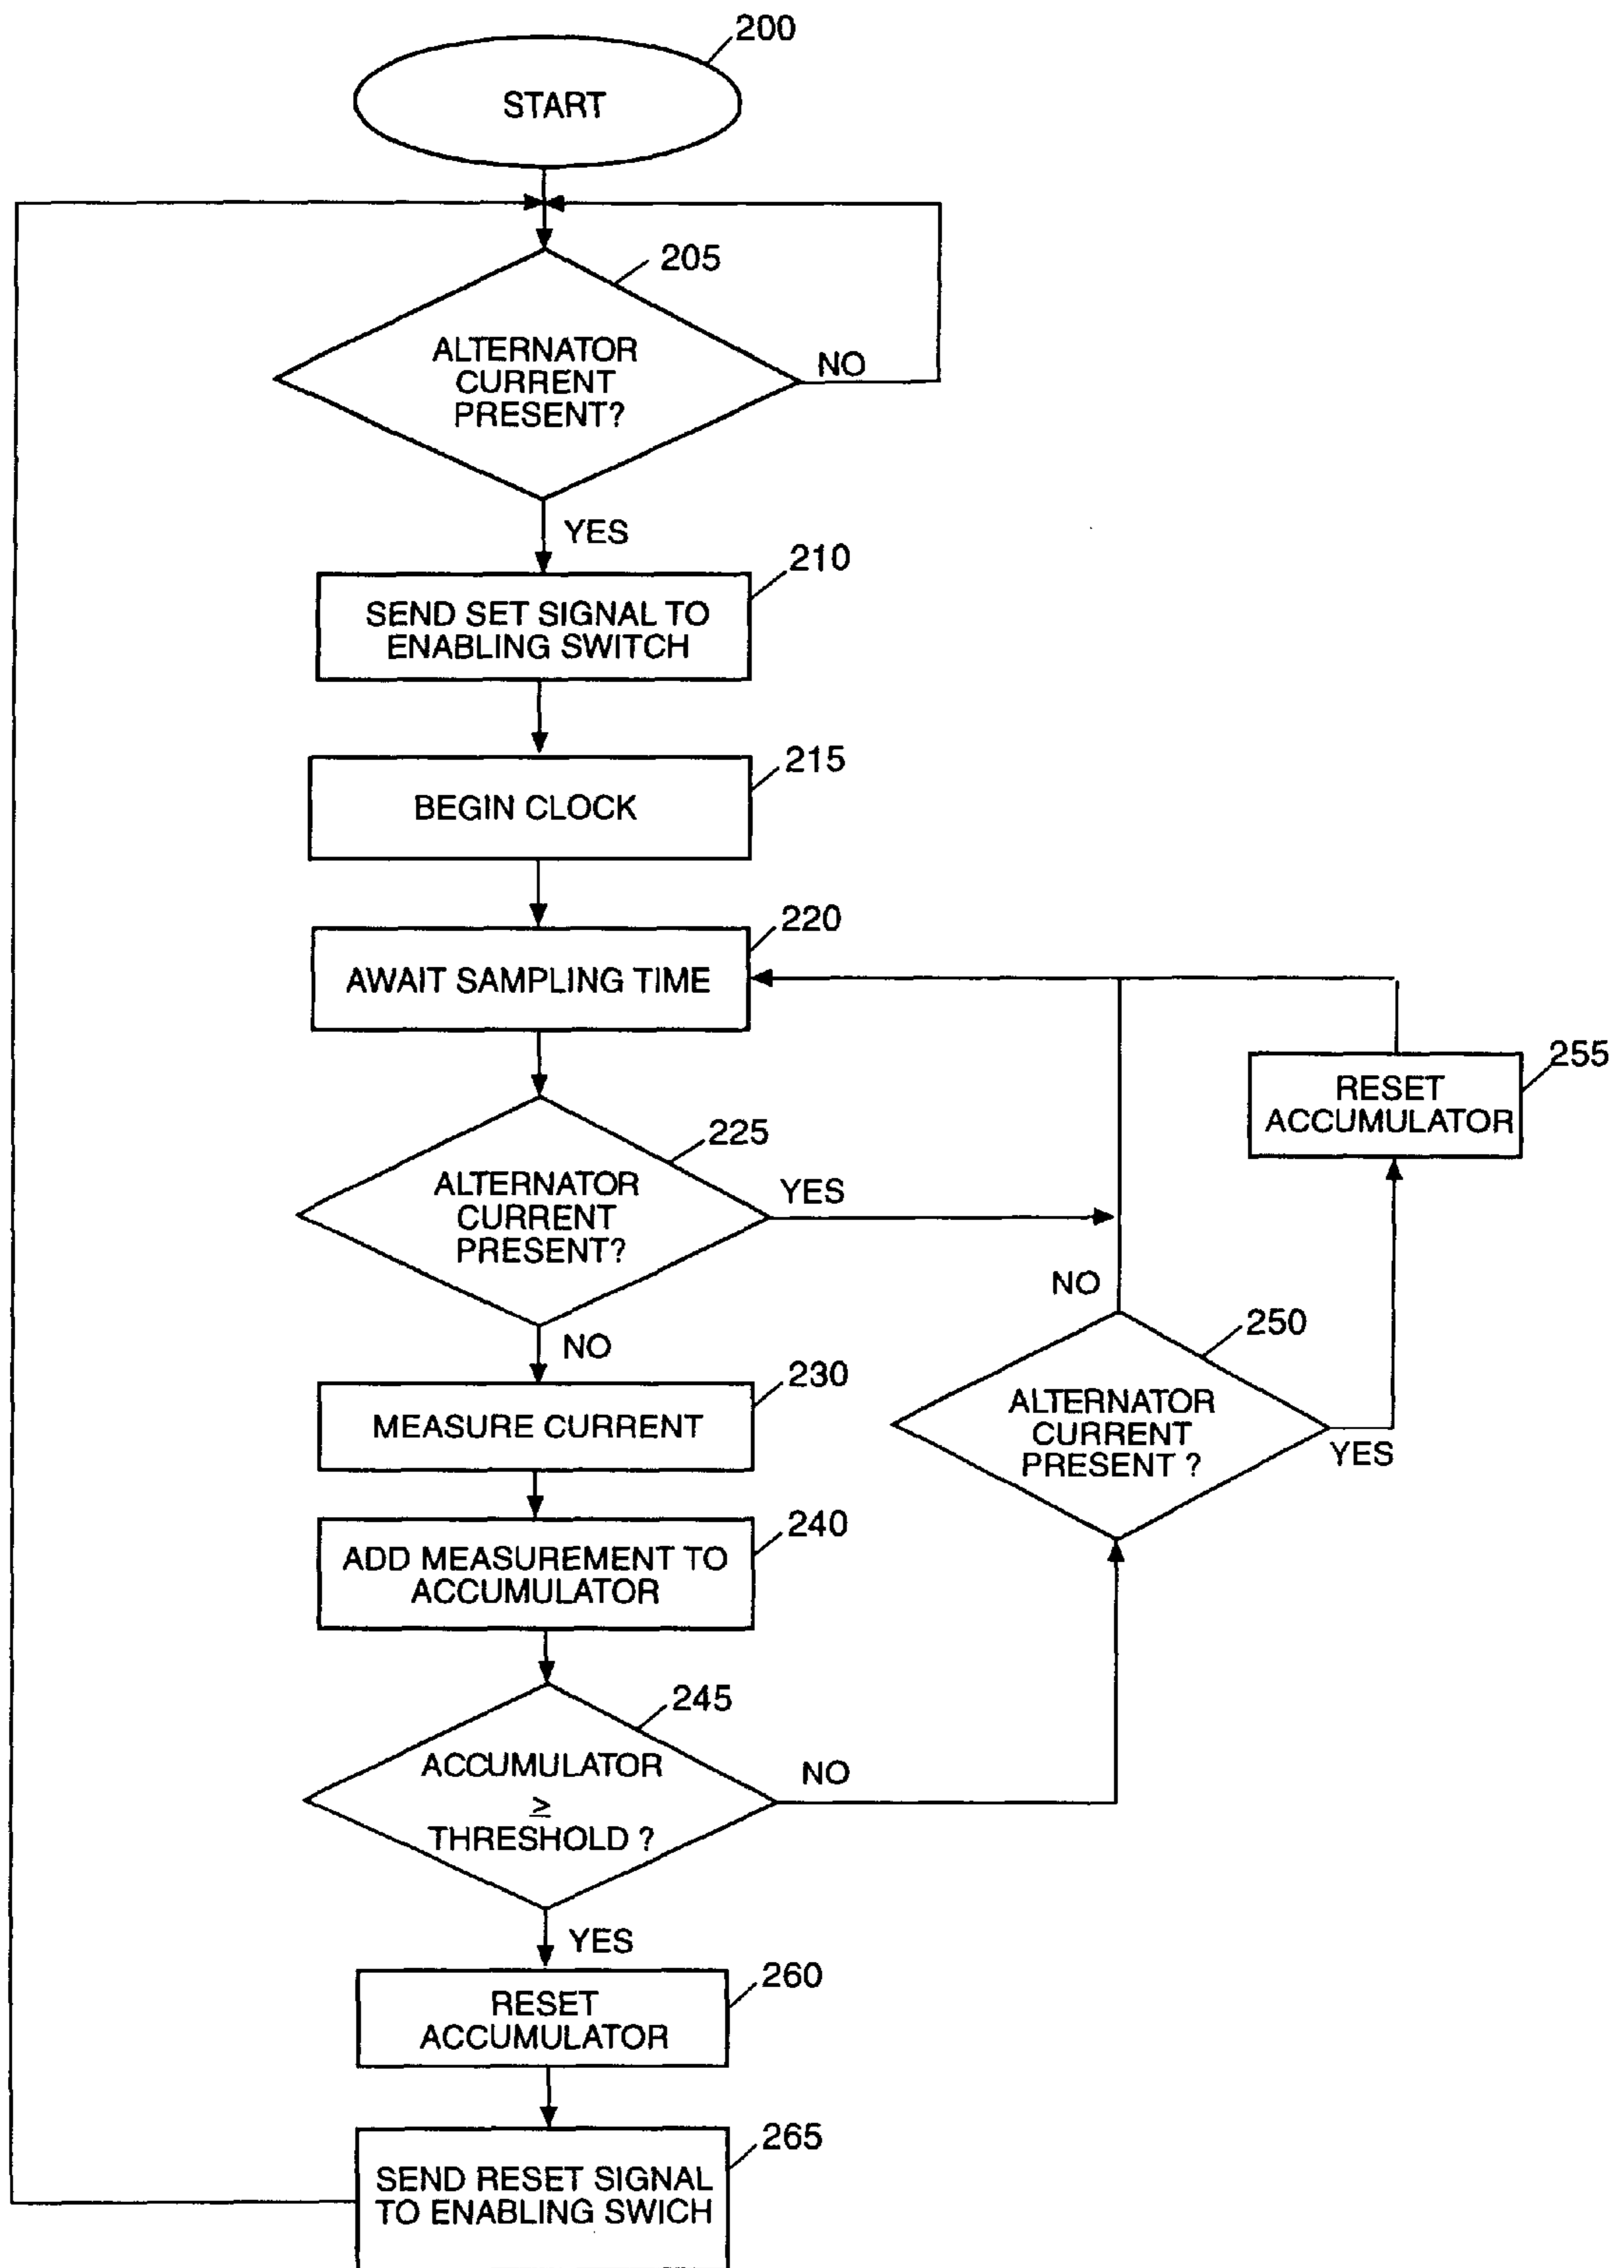 200
START
205
ALTERNATOR
CURRENT
PRESENT?
NO
YES
210
SEND SET SIGNAL TO
ENABLING SWITCH
215
BEGIN CLOCK
220
AWAIT SAMPLING TIME
255
RESET
ACCUMULATOR
225
ALTERNATOR
CURRENT
PRESENT?
YES
NO
NO
250
ALTERNATOR
CURRENT
PRESENT ?
YES
230
MEASURE CURRENT
240
ADD MEASUREMENT TO
ACCUMULATOR
245
ACCUMULATOR
≥
THRESHOLD ?
NO
YES
260
RESET
ACCUMULATOR
265
SEND RESET SIGNAL
TO ENABLING SWICH